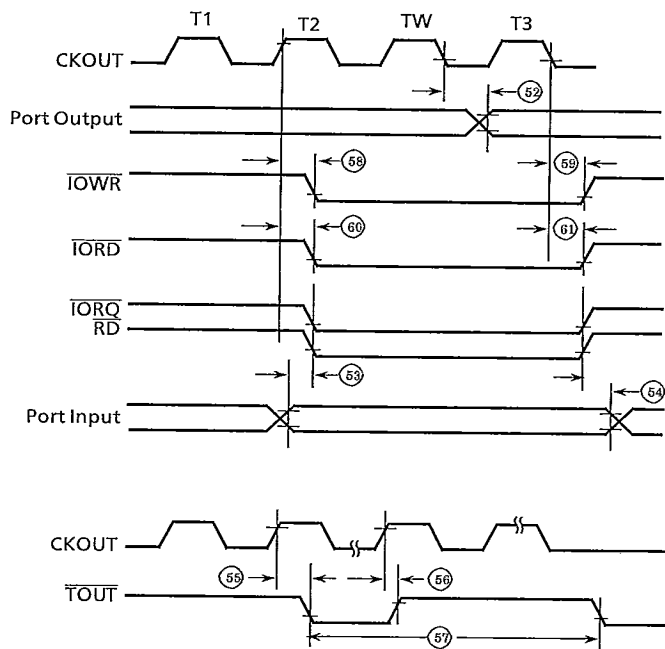 T1 T2 TW T3
CKOUT
52
Port Output
58 59
IOWR
60 61
IORD
IORQ
RD
53 54
Port Input
CKOUT
55 56
TOUT
57